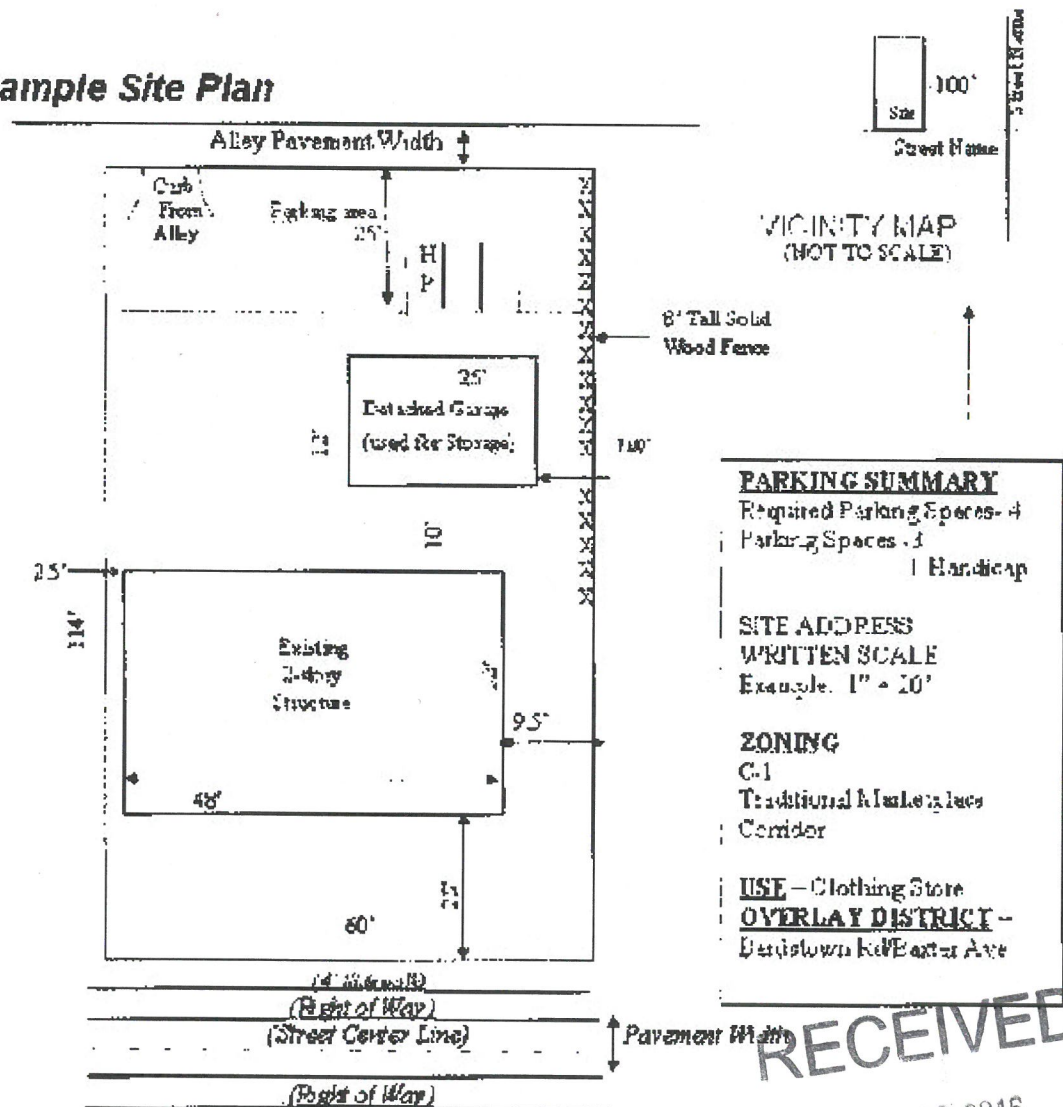 ample Site Plan
Alley Pavement Width
Curb
From
Alley
Parking area
25'
H
P
25'
Detached Garage
(used for Storage)
10'
Existing
2-story
Structure
114'
9.5'
48'
60'
(Right of Way)
(Street Center Line)
Pavement Width
(Right of Way)
100'
Site
Street Name
Street Name
VICINITY MAP
(NOT TO SCALE)
8' Tall Solid
Wood Fence
PARKING SUMMARY
Required Parking Spaces- 4
Parking Spaces -3
1 Handicap
SITE ADDRESS
WRITTEN SCALE
Example: 1" = 20'
ZONING
C-1
Traditional Marketplace
Corridor
USE – Clothing Store
OVERLAY DISTRICT –
Bardstown Rd/Baxter Ave
RECEIVED